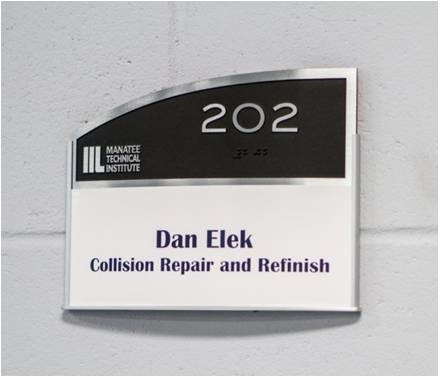 202
MANATEE
TECHNICAL
INSTITUTE
Dan Elek
Collision Repair and Refinish